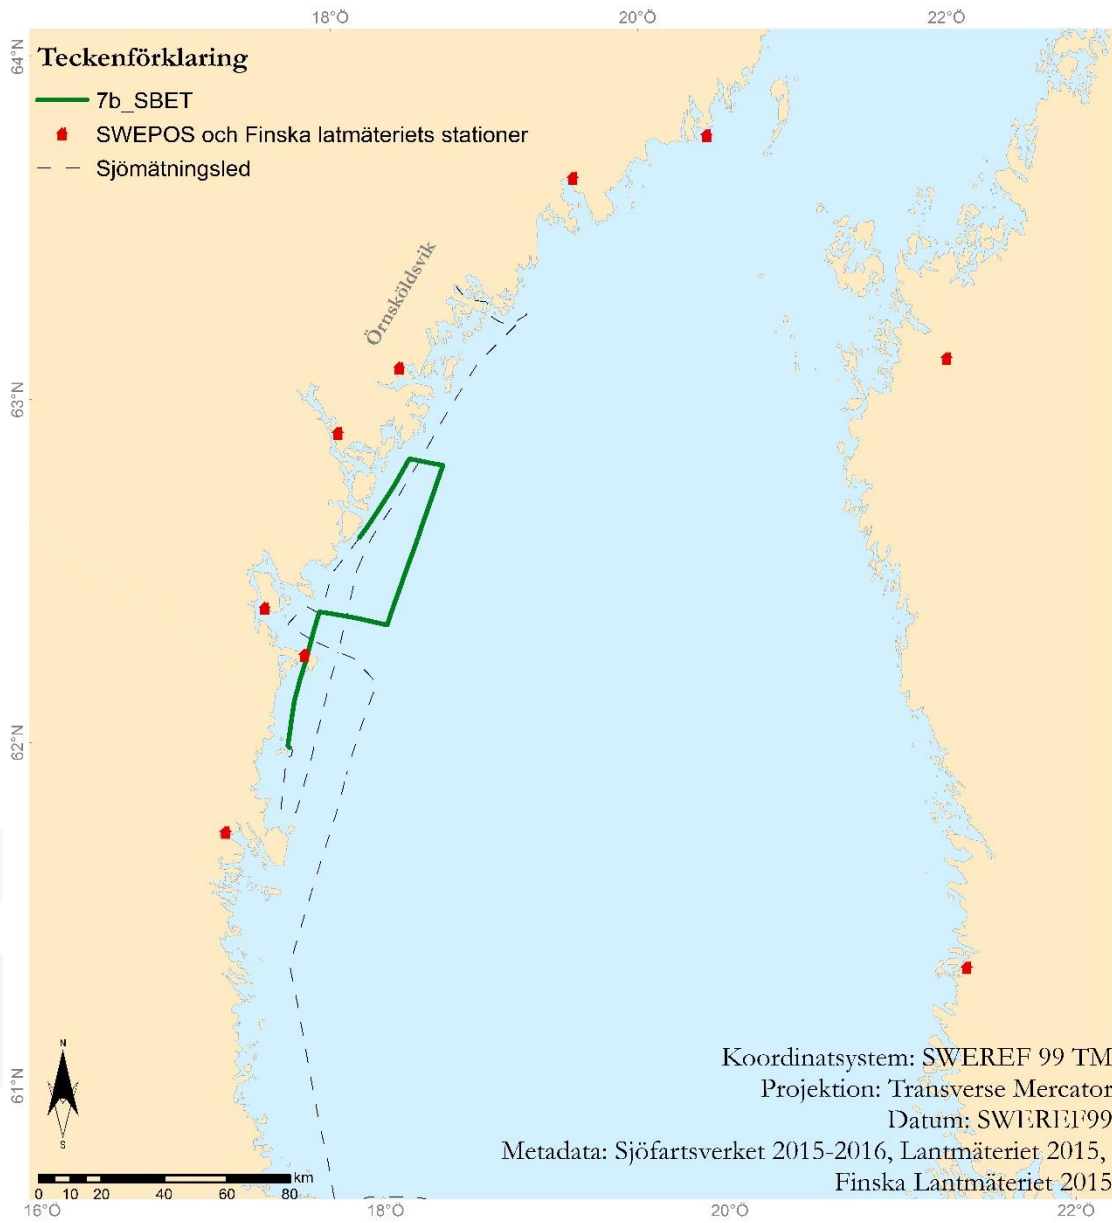 18°Ö 20°Ö 22°Ö
64°N
Teckenförklaring
7b_SBET
SWEPOS och Finska latmäteriets stationer
Sjömätningsled
Örnsköldsvik
63°N
62°N
61°N
N
S
Koordinatsystem: SWEREF 99 TM
Projektion: Transverse Mercator
Datum: SWEREF99
Metadata: Sjöfartsverket 2015-2016, Lantmäteriet 2015,
Finska Lantmäteriet 2015
km
0 10 20 40 60 80
16°Ö 18°Ö 20°Ö 22°Ö